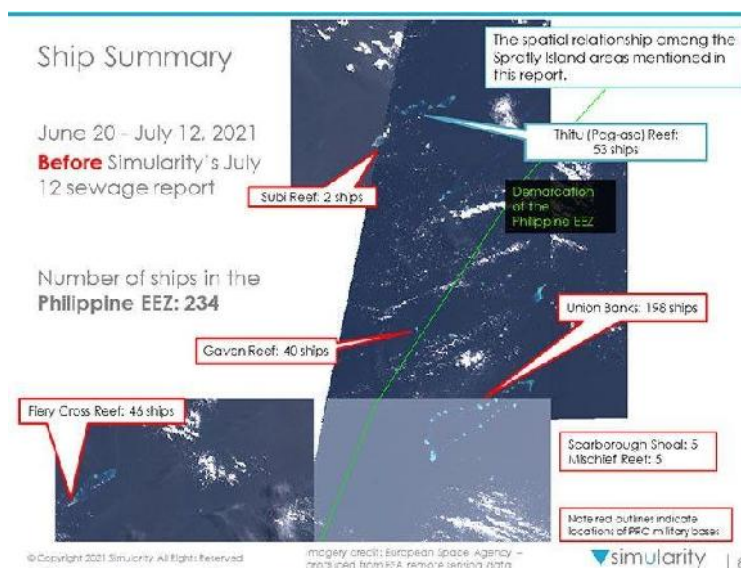 Ship Summary
The spatial relationship among the
Spratly Island areas mentioned in
this report.
June 20 - July 12, 2021
Before Simularity's July
12 sewage report
Thitu (Pag-asa) Reef:
53 ships
Subi Reef: 2 ships
Demarcation
of the
Philippine EEZ
Number of ships in the
Philippine EEZ: 234
Union Banks: 198 ships
Gaven Reef: 40 ships
Fiery Cross Reef: 46 ships
Scarborough Shoal: 5
Mischief Reef: 5
Note red outlines indicate
locations of PRC military bases
© Copyright 2021 Simularity. All Rights Reserved
Imagery credit: European Space Agency –
produced from ESA remote sensing data
simularity